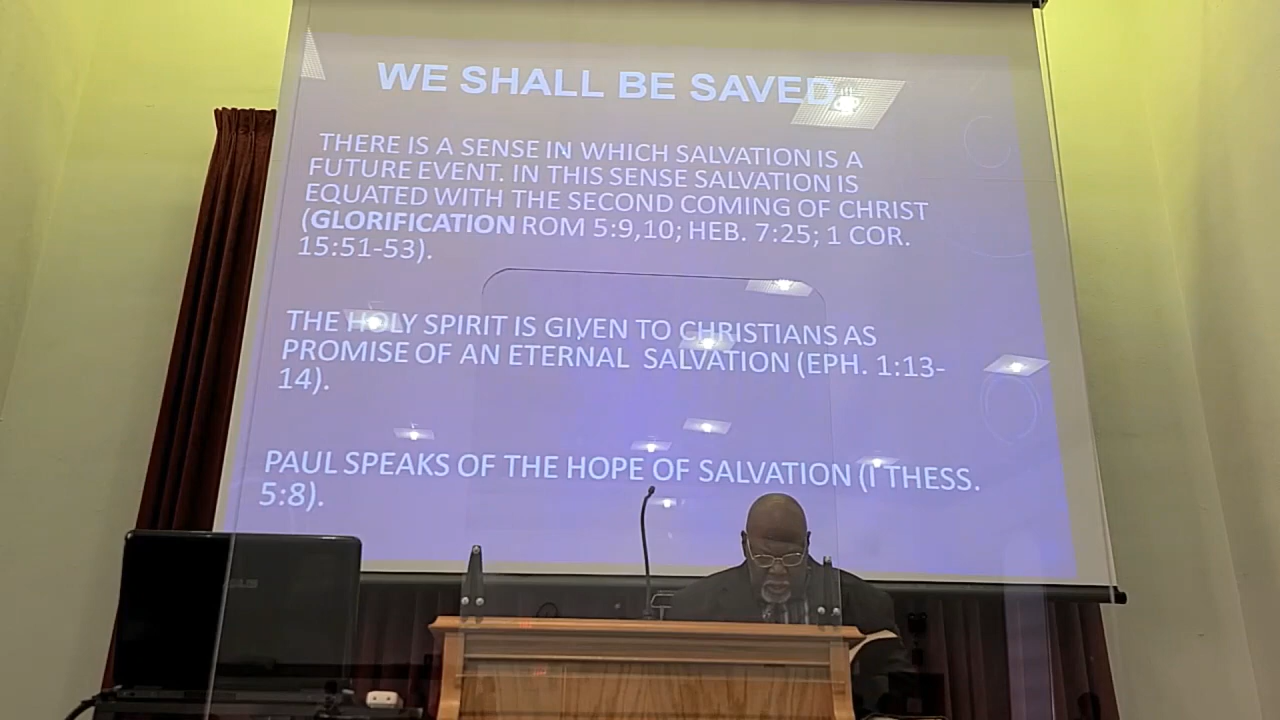 WE SHALL BE SAVED
THERE IS A SENSE IN WHICH SALVATION IS A
FUTURE EVENT. IN THIS SENSE SALVATION IS
EQUATED WITH THE SECOND COMING OF CHRIST
(GLORIFICATION ROM 5:9,10; HEB. 7:25; 1 COR.
15:51-53).
THE HOLY SPIRIT IS GIVEN TO CHRISTIANS AS
PROMISE OF AN ETERNAL SALVATION (EPH. 1:13-
14).
PAUL SPEAKS OF THE HOPE OF SALVATION (I THESS.
5:8).
ASUS